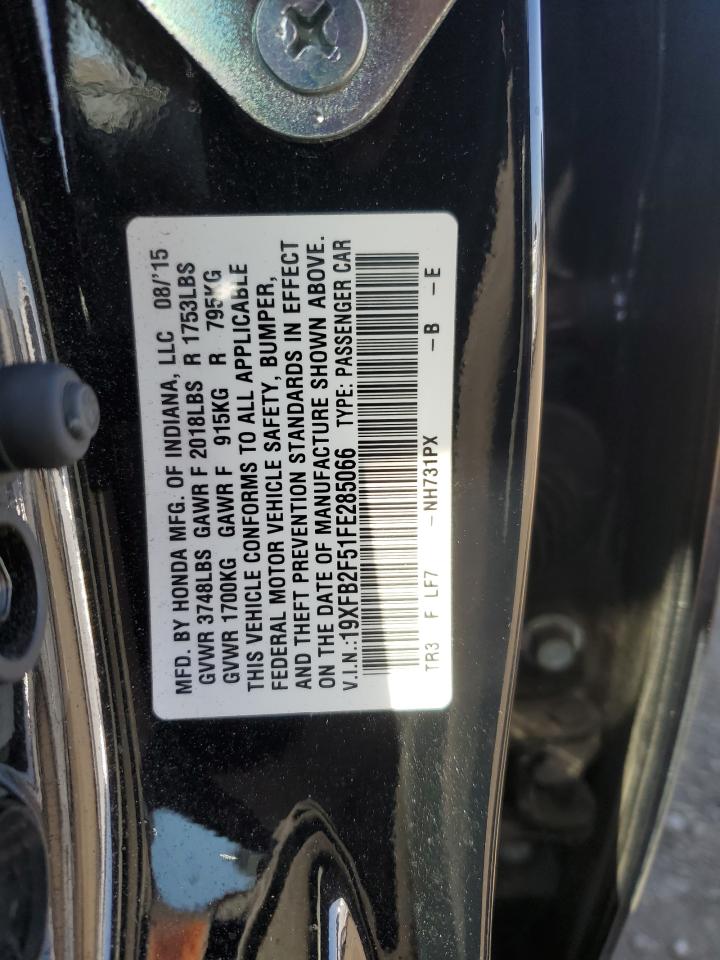 MFD. BY HONDA MFG. OF INDIANA, LLC 08/'15
GVWR 3748LBS GAWR F 2018LBS R 1753LBS
GVWR 1700KG GAWR F 915KG R 795KG
THIS VEHICLE CONFORMS TO ALL APPLICABLE
FEDERAL MOTOR VEHICLE SAFETY, BUMPER,
AND THEFT PREVENTION STANDARDS IN EFFECT
ON THE DATE OF MANUFACTURE SHOWN ABOVE.
V.I.N.:19XFB2F51FE285066 TYPE: PASSENGER CAR
TR3 F LF7 -NH731PX -B -E